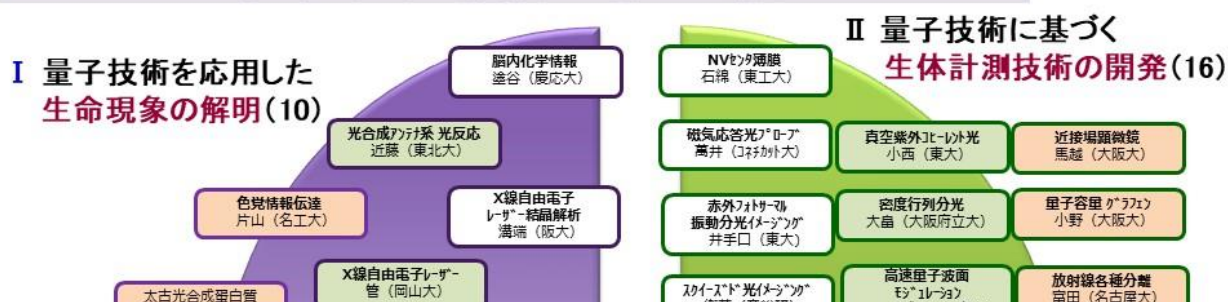 Ⅰ 量子技術を応用した
生命現象の解明(10)
脳内化学情報
塗谷（慶応大）
光合成アンテナ系 光反応
近藤（東北大）
色覚情報伝達
片山（名工大）
X線自由電子
レーザー結晶解析
溝端（阪大）
X線自由電子レーザー
菅（岡山大）
太古光合成蛋白質
Ⅱ 量子技術に基づく
生体計測技術の開発(16)
NVセンタ薄膜
石綿（東工大）
磁気応答光プローブ
萬井（コネチカット大）
真空紫外コヒーレント光
小西（東大）
近接場顕微鏡
馬越（大阪大）
赤外フォトサーマル
振動分光イメージング
井手口（東大)
密度行列分光
大畠（大阪府立大）
量子容量 グラフェン
小野（大阪大）
スクイーズド光イメージング
高速量子波面
モジュレーション
放射線各種分離
富田（名古屋大）